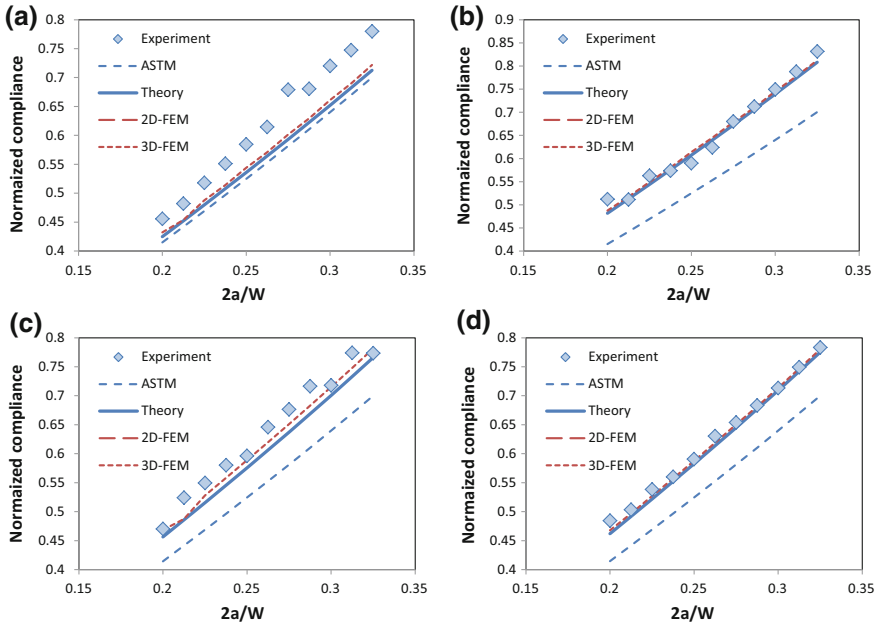 (a)
0.8
0.75
0.7
0.65
0.6
0.55
0.5
0.45
0.4
Normaized compliance
Experiment
ASTM
Theory
2D-FEM
3D-FEM
0.15
0.2
0.25
0.3
0.35
2a/W
(b)
0.9
0.85
0.8
0.75
0.7
0.65
0.6
0.55
0.5
0.45
0.4
Normalized compliance
Experiment
ASTM
Theory
2D-FEM
3D-FEM
0.15
0.2
0.25
0.3
0.35
2a/W
(c)
0.8
0.75
0.7
0.65
0.6
0.55
0.5
0.45
0.4
Normalized compliance
Experiment
ASTM
Theory
2D-FEM
3D-FEM
0.15
0.2
0.25
0.3
0.35
2a/W
(d)
0.8
0.75
0.7
0.65
0.6
0.55
0.5
0.45
0.4
Normalized compliance
Experiment
ASTM
Theory
2D-FEM
3D-FEM
0.15
0.2
0.25
0.3
0.35
2a/W